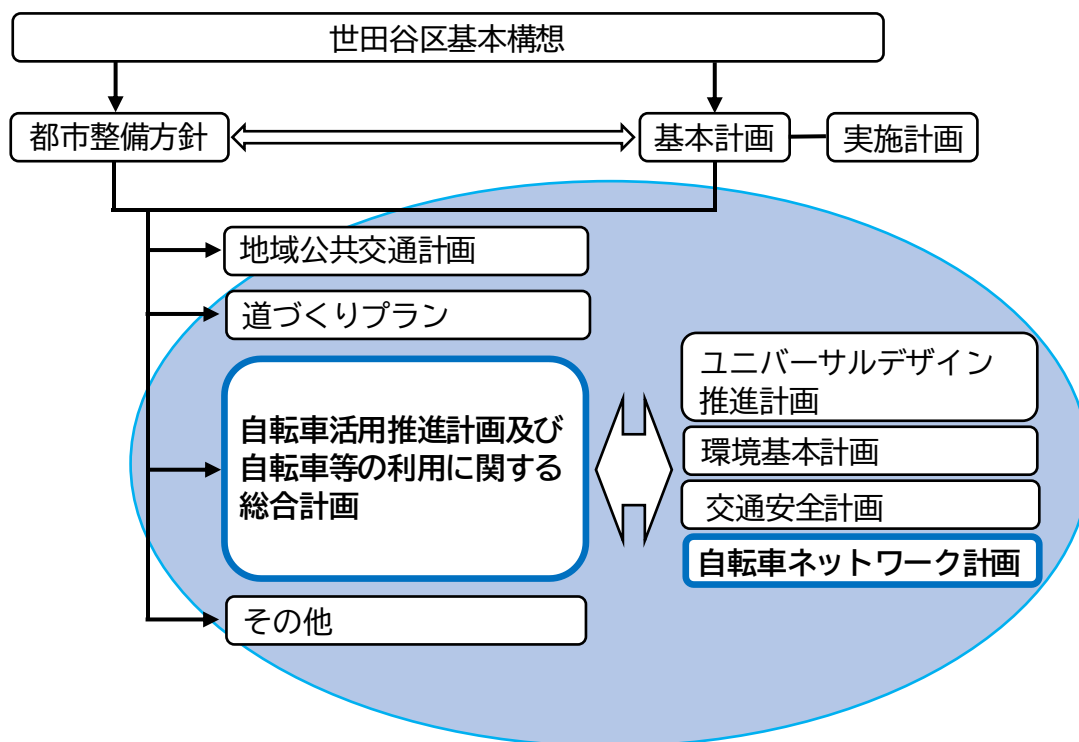 世田谷区基本構想
都市整備方針
基本計画
実施計画
地域公共交通計画
道づくりプラン
自転車活用推進計画及び
自転車等の利用に関する
総合計画
その他
ユニバーサルデザイン
推進計画
環境基本計画
交通安全計画
自転車ネットワーク計画